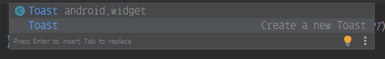 Toast android.widget
Toast Create a new Toast
Press Enter to insert, Tab to replace